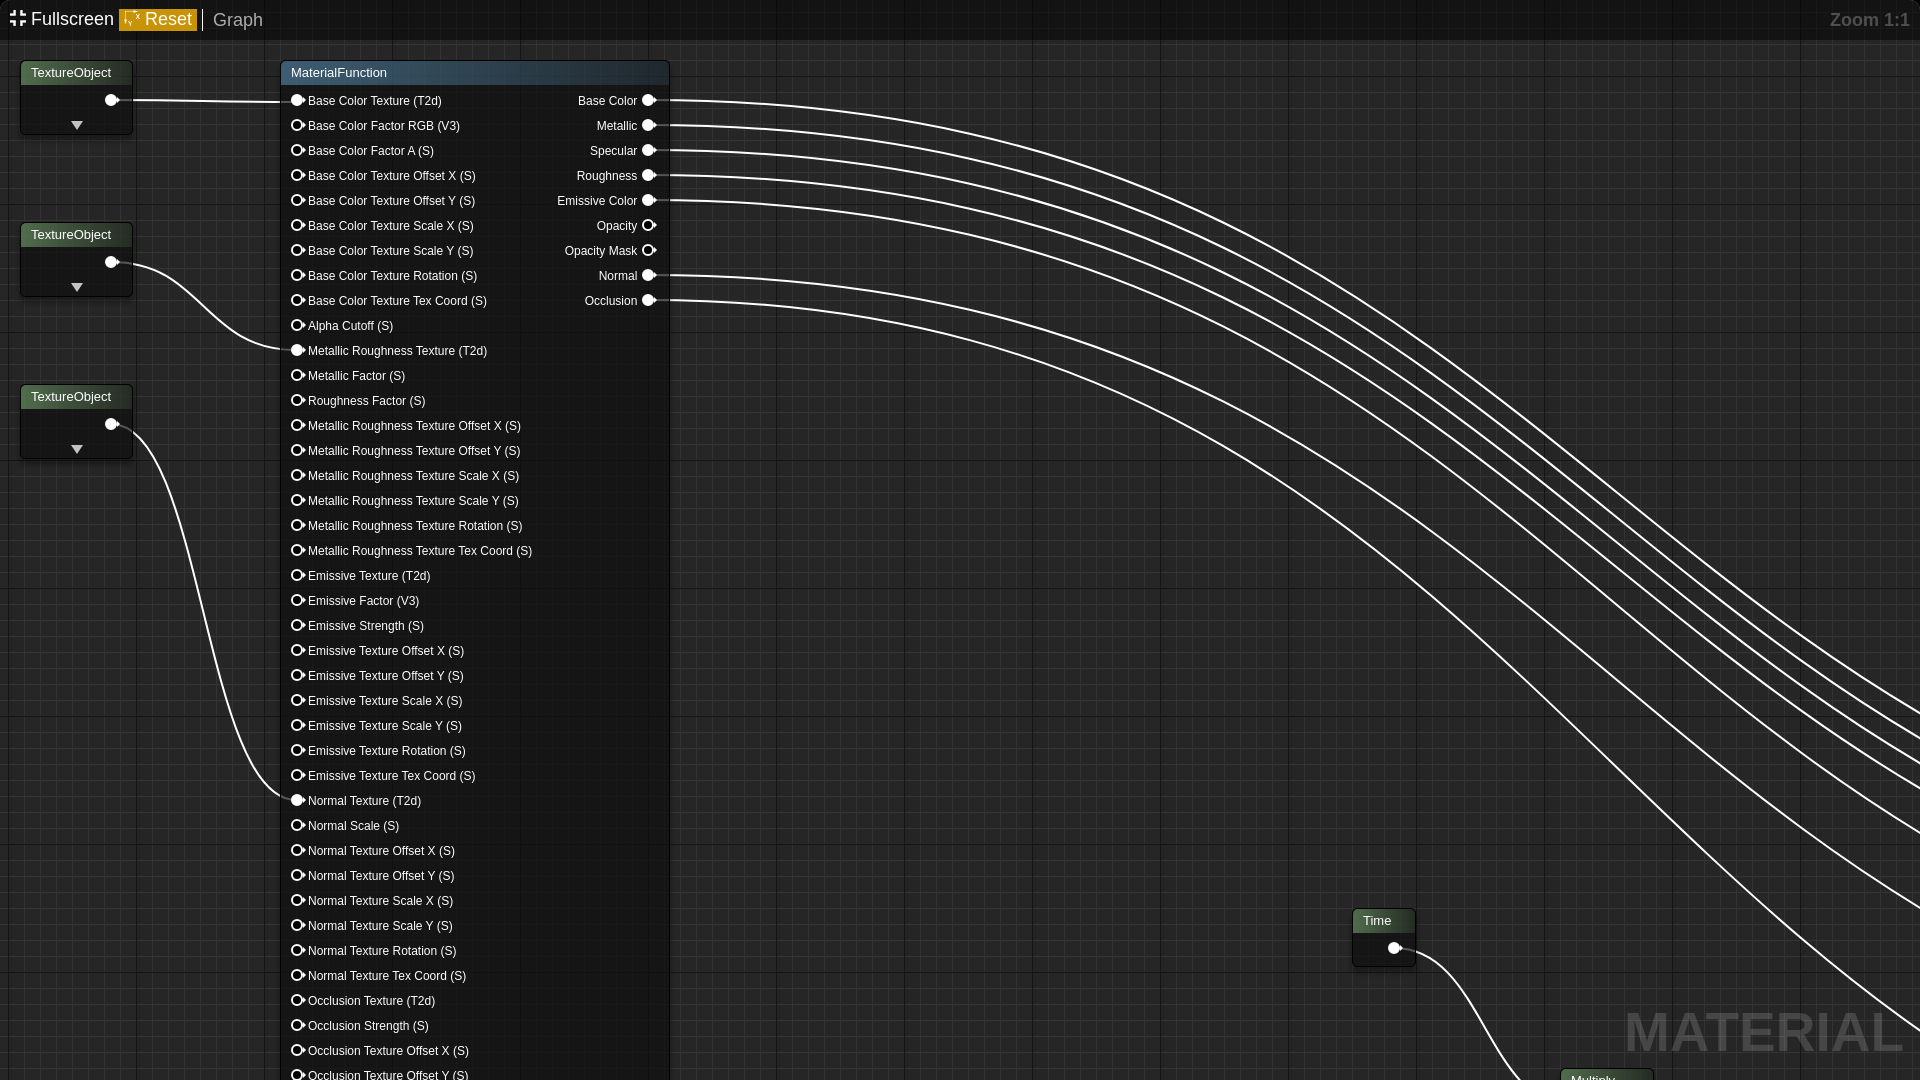 Fullscreen Reset Graph Zoom 1:1
TextureObject
TextureObject
TextureObject
MaterialFunction
Base Color Texture (T2d) Base Color
Base Color Factor RGB (V3) Metallic
Base Color Factor A (S) Specular
Base Color Texture Offset X (S) Roughness
Base Color Texture Offset Y (S) Emissive Color
Base Color Texture Scale X (S) Opacity
Base Color Texture Scale Y (S) Opacity Mask
Base Color Texture Rotation (S) Normal
Base Color Texture Tex Coord (S) Occlusion
Alpha Cutoff (S)
Metallic Roughness Texture (T2d)
Metallic Factor (S)
Roughness Factor (S)
Metallic Roughness Texture Offset X (S)
Metallic Roughness Texture Offset Y (S)
Metallic Roughness Texture Scale X (S)
Metallic Roughness Texture Scale Y (S)
Metallic Roughness Texture Rotation (S)
Metallic Roughness Texture Tex Coord (S)
Emissive Texture (T2d)
Emissive Factor (V3)
Emissive Strength (S)
Emissive Texture Offset X (S)
Emissive Texture Offset Y (S)
Emissive Texture Scale X (S)
Emissive Texture Scale Y (S)
Emissive Texture Rotation (S)
Emissive Texture Tex Coord (S)
Normal Texture (T2d)
Normal Scale (S)
Normal Texture Offset X (S)
Normal Texture Offset Y (S)
Normal Texture Scale X (S)
Normal Texture Scale Y (S)
Normal Texture Rotation (S)
Normal Texture Tex Coord (S)
Occlusion Texture (T2d)
Occlusion Strength (S)
Occlusion Texture Offset X (S)
Occlusion Texture Offset Y (S)
Time
Multiply
MATERIAL